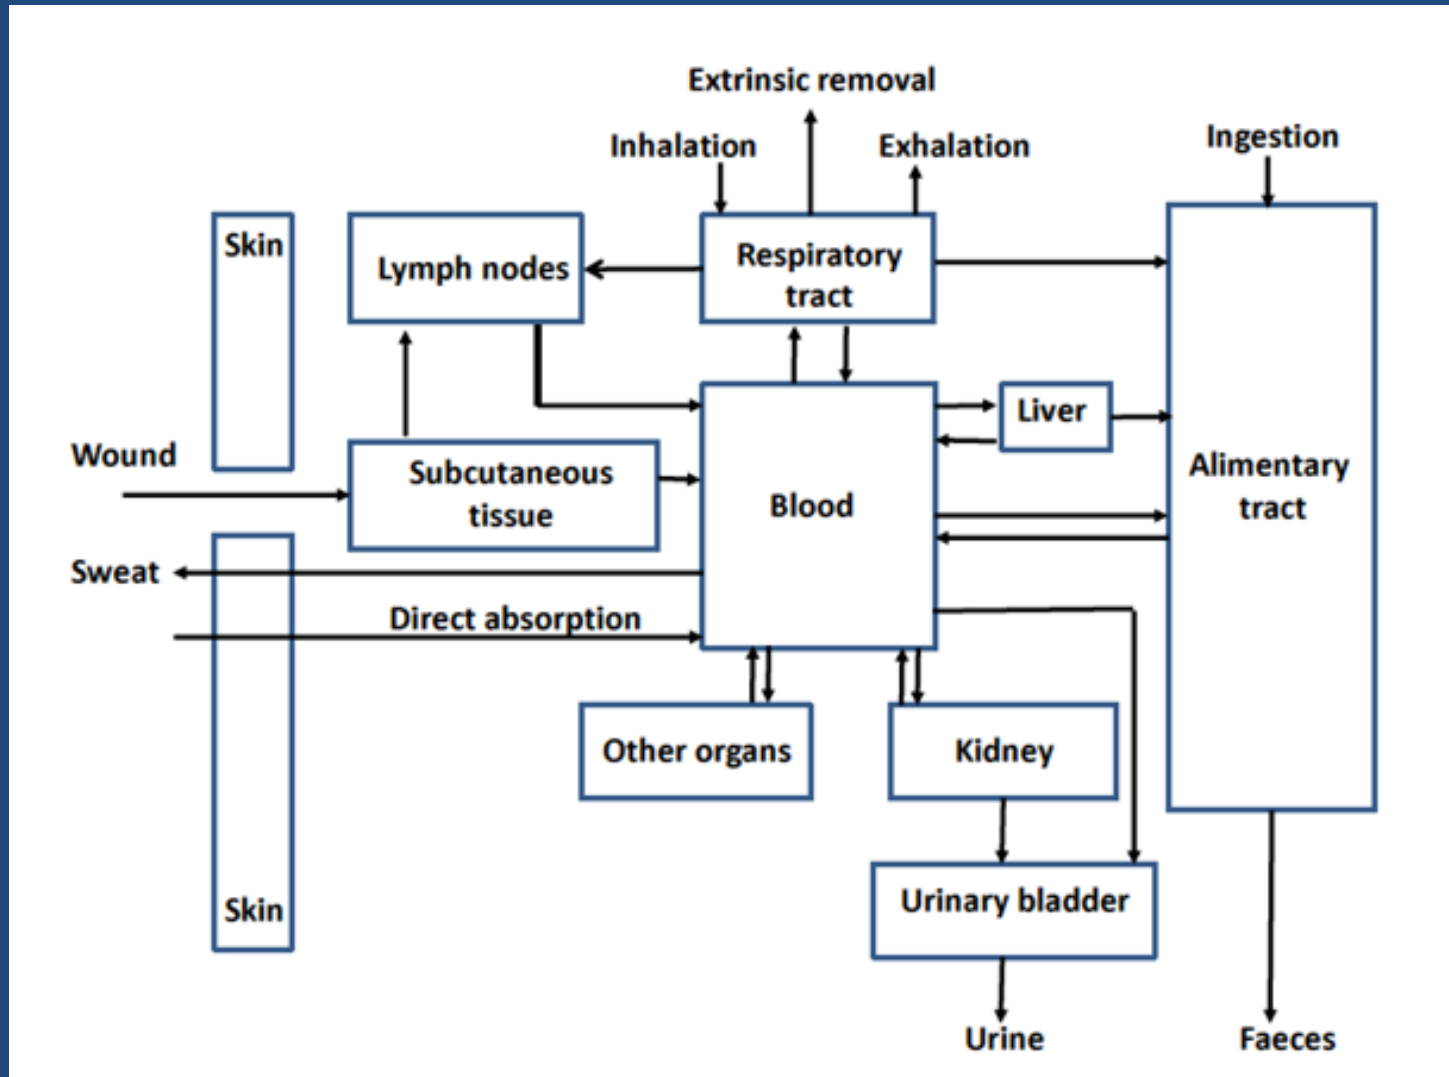 Extrinsic removal
Inhalation
Exhalation
Ingestion
Skin
Lymph nodes
Respiratory
tract
Liver
Wound
Subcutaneous
tissue
Blood
Alimentary
tract
Sweat
Direct absorption
Other organs
Kidney
Skin
Urinary bladder
Urine
Faeces